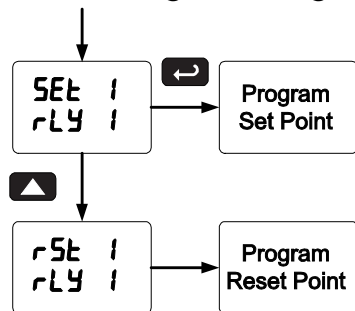 SEt 1
rLY 1
Program
Set Point
rSt 1
rLY 1
Program
Reset Point